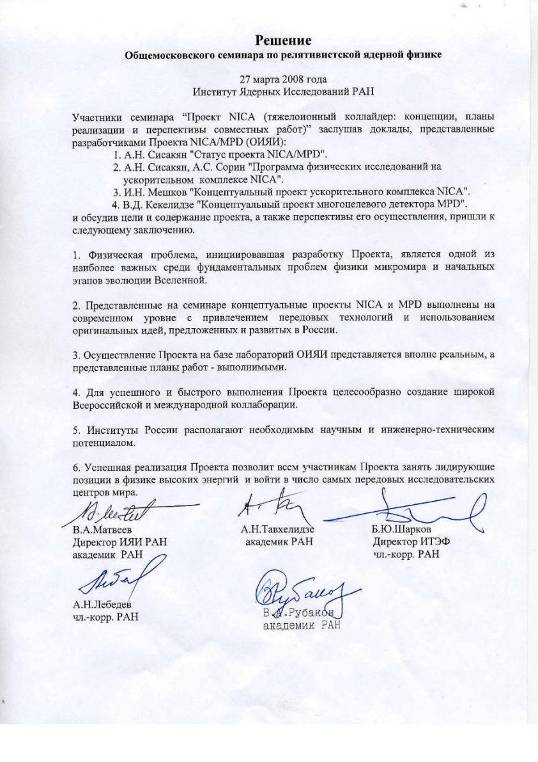 Решение
Общемосковского семинара по релятивистской ядерной физике
27 марта 2008 года
Институт Ядерных Исследований РАН
Участники семинара “Проект NICA (тяжелоионный коллайдер: концепции, планы
реализации и перспективы совместных работ)” заслушав доклады, представленные
разработчиками Проекта NICA/MPD (ОИЯИ):
1. А.Н. Сисакян "Статус проекта NICA/MPD".
2. А.Н. Сисакян, А.С. Сорин "Программа физических исследований на
ускорительном комплексе NICA".
3. И.Н. Мешков "Концептуальный проект ускорительного комплекса NICA".
4. В.Д. Кекелидзе "Концептуальный проект многоцелевого детектора MPD".
и обсудив цели и содержание проекта, а также перспективы его осуществления, пришли к
следующему заключению.
1. Физическая проблема, инициировавшая разработку Проекта, является одной из
наиболее важных среди фундаментальных проблем физики микромира и начальных
этапов эволюции Вселенной.
2. Представленные на семинаре концептуальные проекты NICA и MPD выполнены на
современном уровне с привлечением передовых технологий и использованием
оригинальных идей, предложенных и развитых в России.
3. Осуществление Проекта на базе лабораторий ОИЯИ представляется вполне реальным, а
представленные планы работ - выполнимыми.
4. Для успешного и быстрого выполнения Проекта целесообразно создание широкой
Всероссийской и международной коллаборации.
5. Институты России располагают необходимым научным и инженерно-техническим
потенциалом.
6. Успешная реализация Проекта позволит всем участникам Проекта занять лидирующие
позиции в физике высоких энергий и войти в число самых передовых исследовательских
центров мира.
В.А.Матвеев А.Н.Тавхелидзе Б.Ю.Шарков
Директор ИЯИ РАН академик РАН Директор ИТЭФ
академик РАН чл.-корр. РАН
А.Н.Лебедев
чл.-корр. РАН
В.А.Рубаков
академик РАН